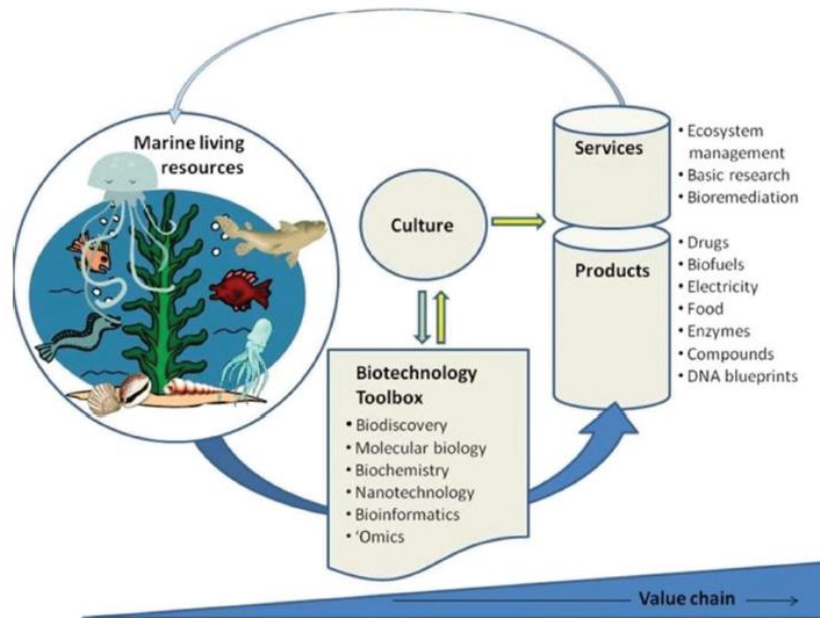 Marine living
resources
Culture
Services
• Ecosystem
management
• Basic research
• Bioremediation
Products
• Drugs
• Biofuels
• Electricity
• Food
• Enzymes
• Compounds
• DNA blueprints
Biotechnology
Toolbox
• Biodiscovery
• Molecular biology
• Biochemistry
• Nanotechnology
• Bioinformatics
• ‘Omics
Value chain